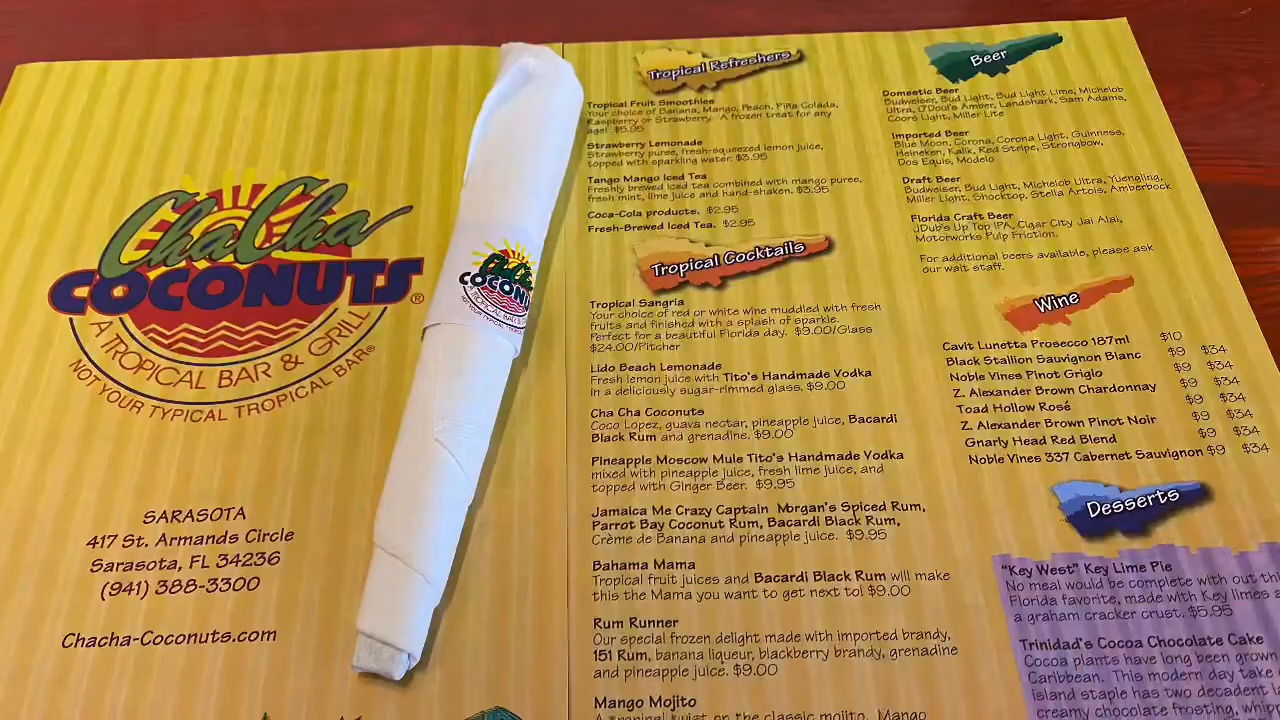 ChaCha
COCONUTS®
A TROPICAL BAR & GRILL
NOT YOUR TYPICAL TROPICAL BAR®
SARASOTA
417 St. Armands Circle
Sarasota, FL 34236
(941) 388-3300
Chacha-Coconuts.com
COCONU
Tropical Refreshers
Tropical Fruit Smoothies
Your choice of Banana, Mango, Peach, Piña Colada,
Raspberry or Strawberry. A frozen treat for any
age! $5.95
Strawberry Lemonade
Strawberry puree, fresh-squeezed lemon juice,
topped with sparkling water. $3.95
Tango Mango Iced Tea
Freshly brewed iced tea combined with mango puree,
fresh mint, lime juice and hand-shaken. $3.95
Coca-Cola products. $2.95
Fresh-Brewed Iced Tea. $2.95
Tropical Cocktails
Tropical Sangria
Your choice of red or white wine muddled with fresh
fruits and finished with a splash of sparkle.
Perfect for a beautiful Florida day. $9.00/Glass
$24.00/Pitcher
Lido Beach Lemonade
Fresh lemon juice with Tito's Handmade Vodka
in a deliciously sugar-rimmed glass. $9.00
Cha Cha Coconuts
Coco Lopez, guava nectar, pineapple juice, Bacardi
Black Rum and grenadine. $9.00
Pineapple Moscow Mule Tito's Handmade Vodka
mixed with pineapple juice, fresh lime juice, and
topped with Ginger Beer. $9.95
Jamaica Me Crazy Captain Morgan's Spiced Rum,
Parrot Bay Coconut Rum, Bacardi Black Rum,
Crème de Banana and pineapple juice. $9.95
Bahama Mama
Tropical fruit juices and Bacardi Black Rum will make
this the Mama you want to get next to! $9.00
Rum Runner
Our special frozen delight made with imported brandy,
151 Rum, banana liqueur, blackberry brandy, grenadine
and pineapple juice. $9.00
Mango Mojito
A tropical twist on the classic mojito. Mango
Beer
Domestic Beer
Budweiser, Bud Light, Bud Light Lime, Michelob
Ultra, O'Doul's Amber, Landshark, Sam Adams,
Coors Light, Miller Lite
Imported Beer
Blue Moon, Corona, Corona Light, Guinness,
Heineken, Kalik, Red Stripe, Strongbow,
Dos Equis, Modelo
Draft Beer
Budweiser, Bud Light, Michelob Ultra, Yuengling,
Miller Light, Shocktop, Stella Artois, Amberbock
Florida Craft Beer
JDub's Up Top IPA, Cigar City Jai Alai,
Motorworks Pulp Friction.
For additional beers available, please ask
our wait staff.
Wine
Cavit Lunetta Prosecco 187ml $10
Black Stallion Sauvignon Blanc $9 $34
Noble Vines Pinot Grigio $9 $34
Z. Alexander Brown Chardonnay $9 $34
Toad Hollow Rosé $9 $34
Z. Alexander Brown Pinot Noir $9 $34
Gnarly Head Red Blend $9 $34
Noble Vines 337 Cabernet Sauvignon $9 $34
Desserts
"Key West" Key Lime Pie
No meal would be complete with out thi
Florida favorite, made with Key limes a
a graham cracker crust. $5.95
Trinidad's Cocoa Chocolate Cake
Cocoa plants have long been grown
Caribbean. This modern day take
island staple has two decadent l
creamy chocolate frosting, whipp